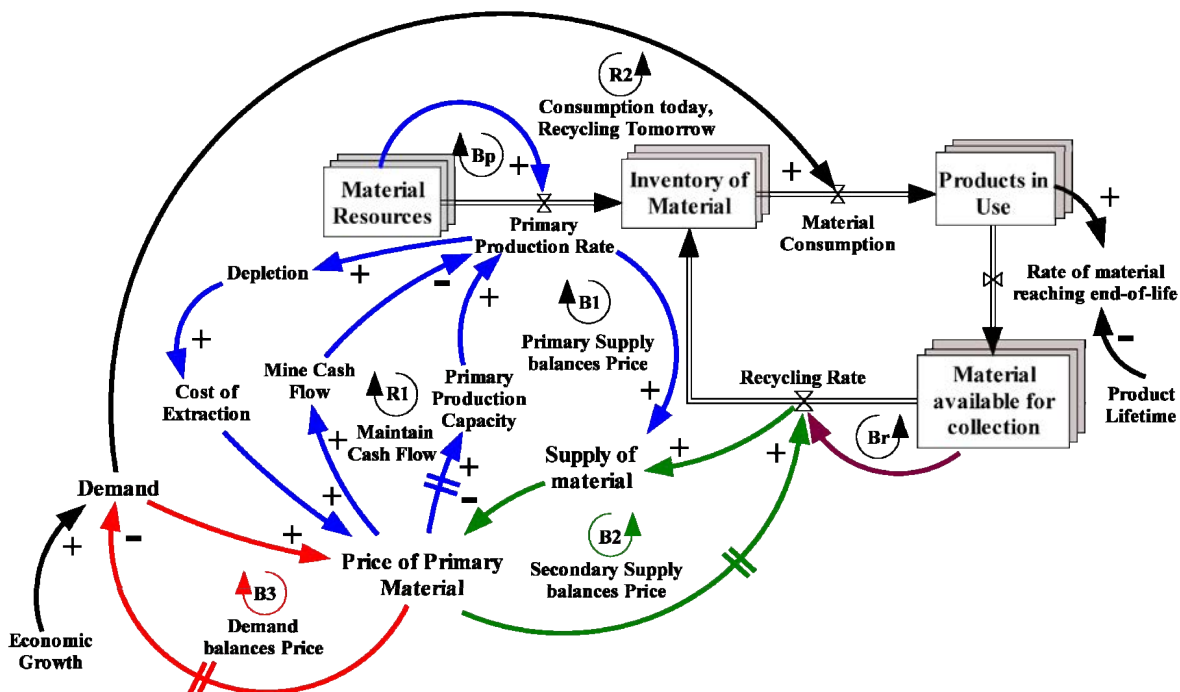 R2
Consumption today,
Recycling Tomorrow
Bp
+
Material
Resources
Inventory of
Material
+
Products in
Use
+
Primary
Production Rate
Material
Consumption
Depletion
+
-
+
B1
Rate of material
reaching end-of-life
+
Primary Supply
balances Price
-
Mine Cash
Flow
Cost of
Extraction
R1
Maintain
Cash Flow
Primary
Production
Capacity
+
Recycling Rate
Material
available for
collection
Product
Lifetime
Br
+
+
+
+
-
+
Supply of
material
+
Demand
+
-
+
Price of Primary
Material
B2
Secondary Supply
balances Price
B3
Demand
balances Price
Economic
Growth